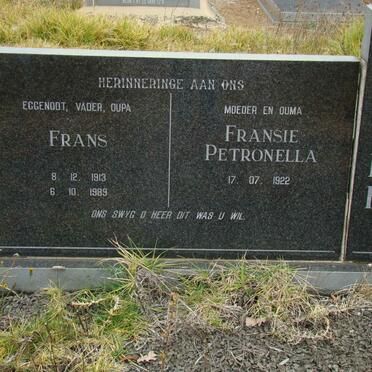 HERINNERINGE AAN ONS
EGGENOOT, VADER, OUPA
FRANS
8. 12. 1913
6. 10. 1989
MOEDER EN OUMA
FRANSIE
PETRONELLA
17. 07. 1922
ONS SWYG O HEER DIT WAS U WIL.